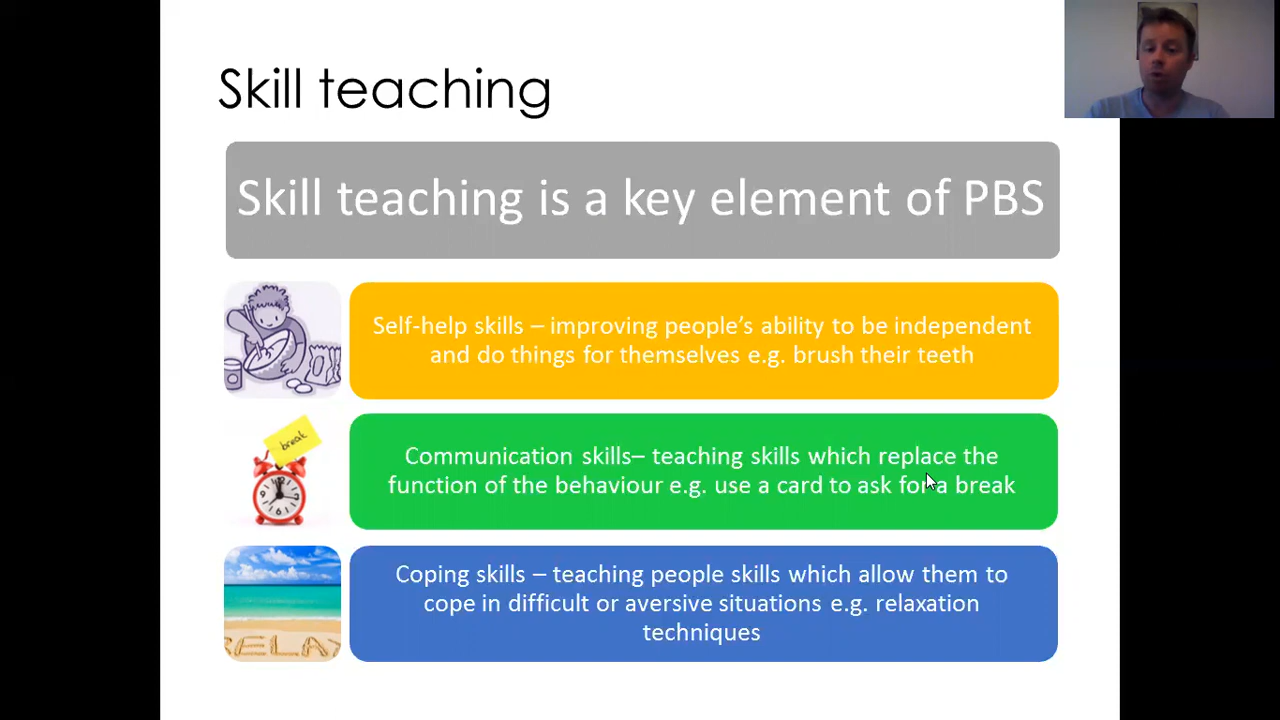 Skill teaching
Skill teaching is a key element of PBS
Self-help skills – improving people's ability to be independent
and do things for themselves e.g. brush their teeth
break
Communication skills– teaching skills which replace the
function of the behaviour e.g. use a card to ask for a break
Coping skills – teaching people skills which allow them to
cope in difficult or aversive situations e.g. relaxation
techniques
RELAX